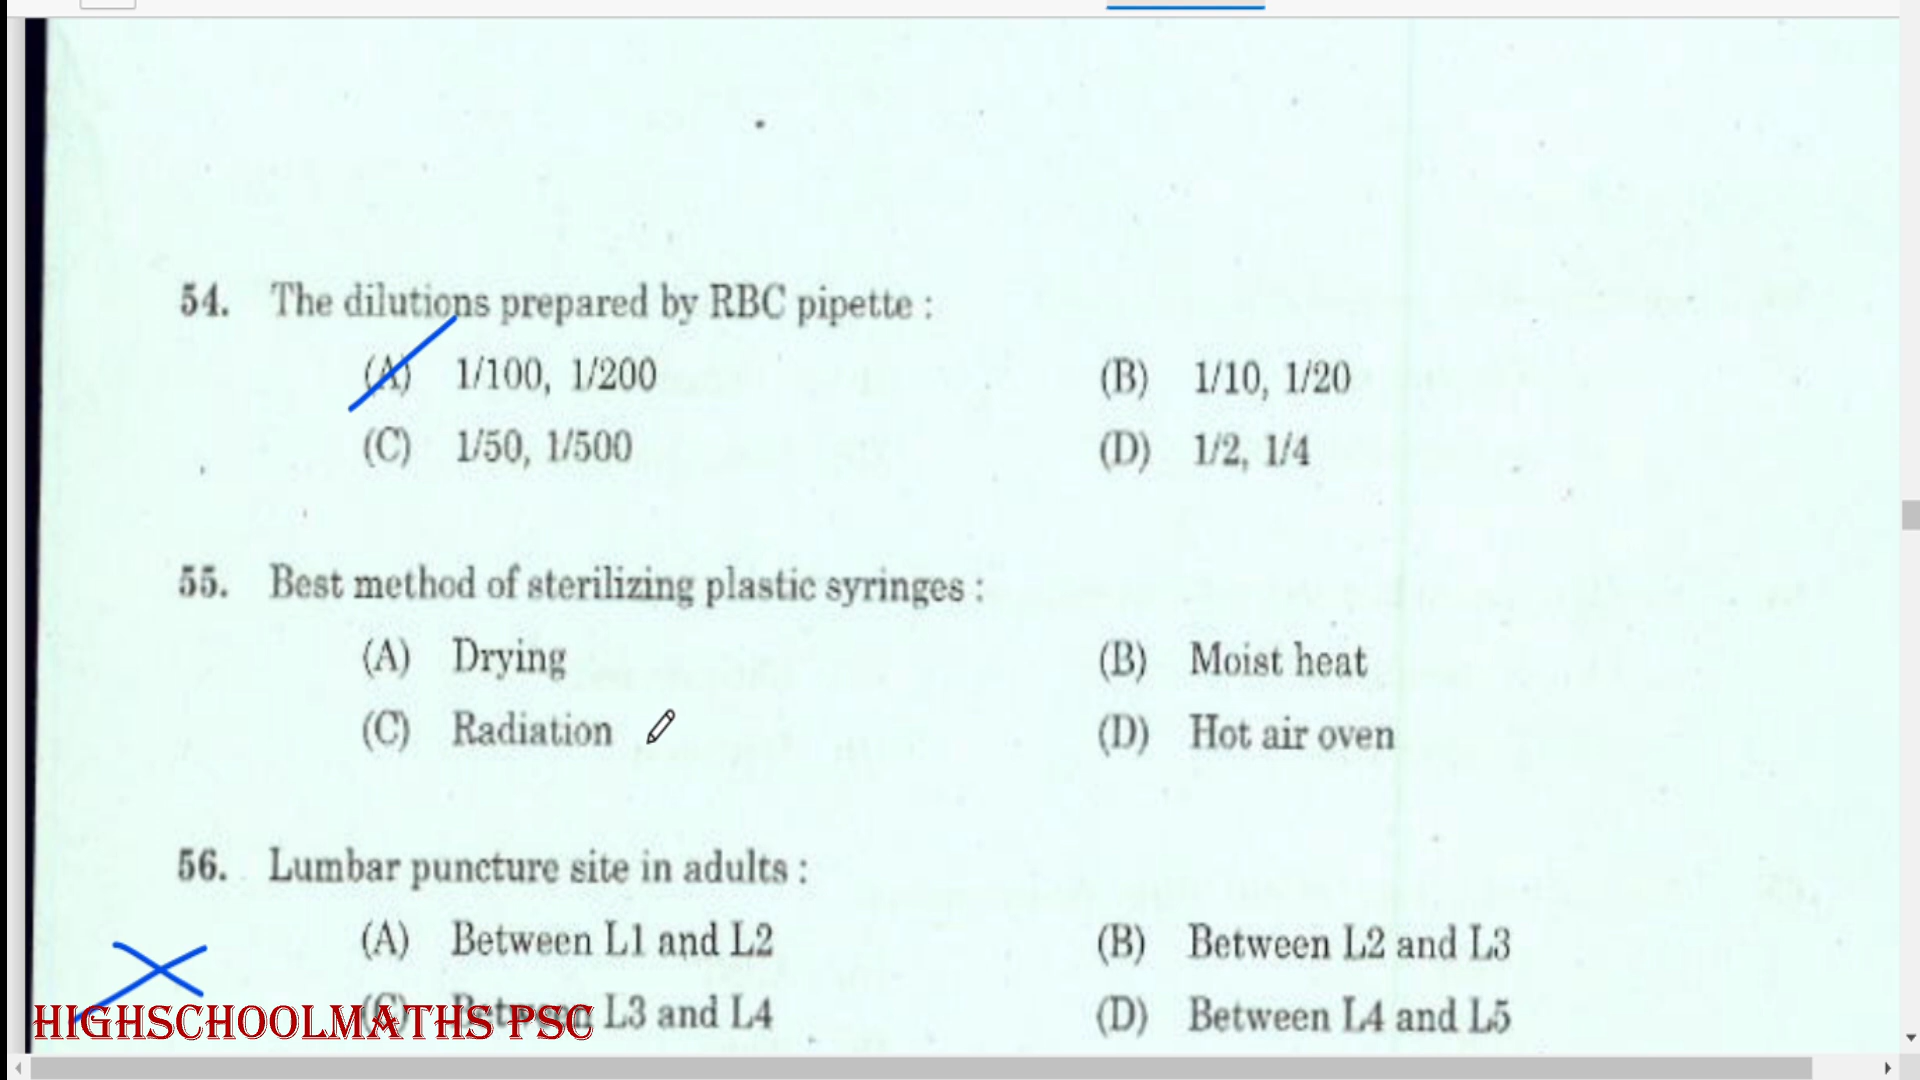 54. The dilutions prepared by RBC pipette :
(A) 1/100, 1/200 (B) 1/10, 1/20
(C) 1/50, 1/500 (D) 1/2, 1/4
55. Best method of sterilizing plastic syringes :
(A) Drying (B) Moist heat
(C) Radiation (D) Hot air oven
56. Lumbar puncture site in adults :
(A) Between L1 and L2 (B) Between L2 and L3
(C) Between L3 and L4 (D) Between L4 and L5
HIGHSCHOOLMATHS PSC